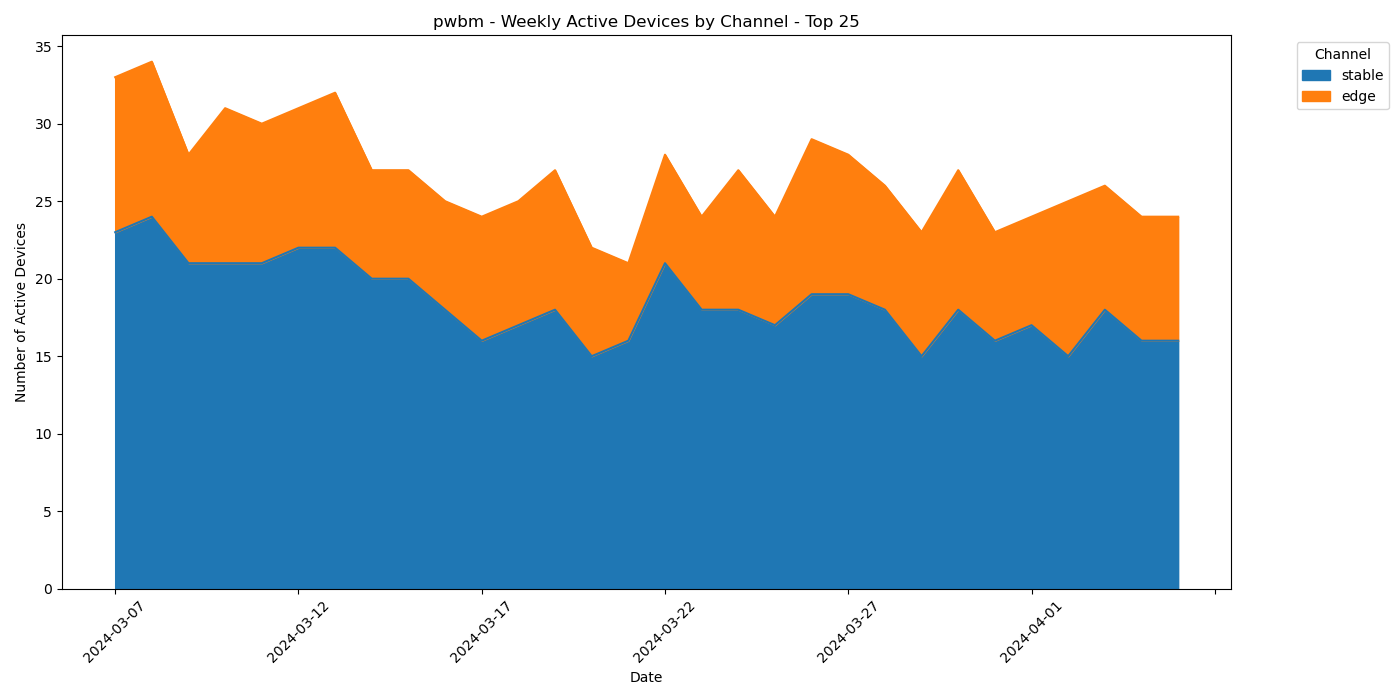 pwbm - Weekly Active Devices by Channel - Top 25
Channel
stable
edge
Number of Active Devices
35
30
25
20
15
10
5
0
2024-03-07
2024-03-12
2024-03-17
2024-03-22
2024-03-27
2024-04-01
Date